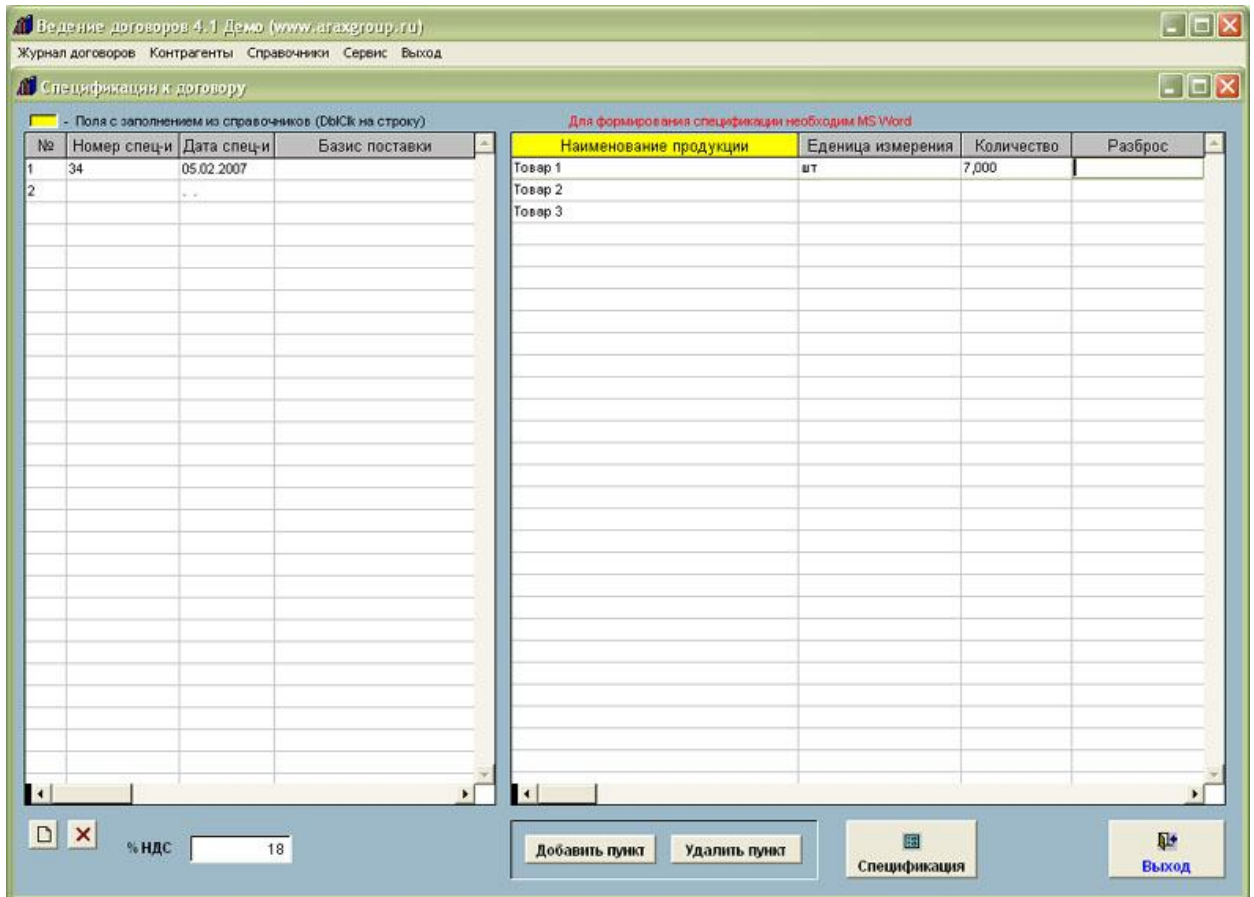 Ведение договоров 4.1 Демо (www.araxgroup.ru)
Журнал договоров Контрагенты Справочники Сервис Выход
Спецификации к договору
- Поля с заполнением из справочников (DblClk на строку)
Для формирования спецификации необходим MS Word
№ Номер спец-и Дата спец-и Базис поставки
Наименование продукции Еденица измерения Количество Разброс
1 34 05.02.2007
Товар 1 шт 7,000
2 . .
Товар 2
Товар 3
% НДС 18
Добавить пункт Удалить пункт
Спецификация
Выход